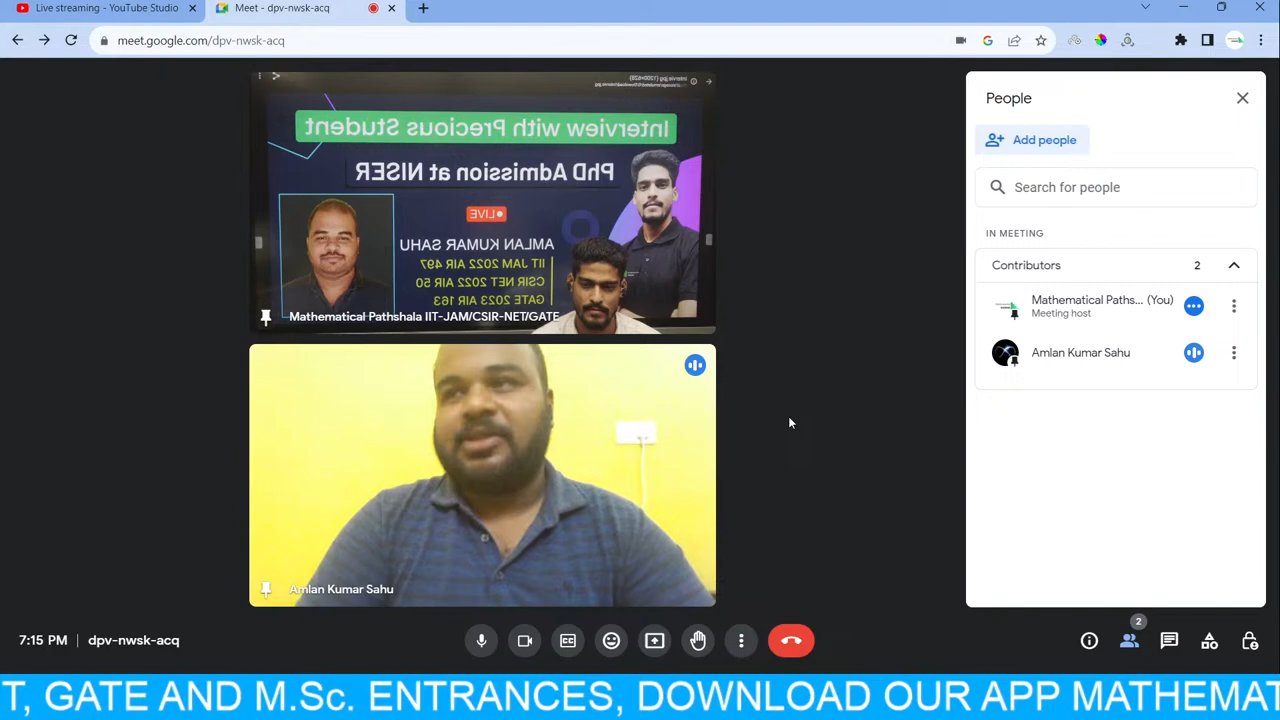 Live streaming - YouTube Studio
Meet - dpv-nwsk-acq
meet.google.com/dpv-nwsk-acq
Interview with Precious Student
PhD Admission at NISER
LIVE
AMLAN KUMAR SAHU
IIT JAM 2022 AIR 497
CSIR NET 2022 AIR 50
GATE 2023 AIR 163
Mathematical Pathshala IIT-JAM/CSIR-NET/GATE
Amlan Kumar Sahu
People
Add people
Search for people
IN MEETING
Contributors 2
Mathematical Paths... (You)
Meeting host
Amlan Kumar Sahu
7:15 PM | dpv-nwsk-acq
2
T, GATE AND M.Sc. ENTRANCES, DOWNLOAD OUR APP MATHEMAT